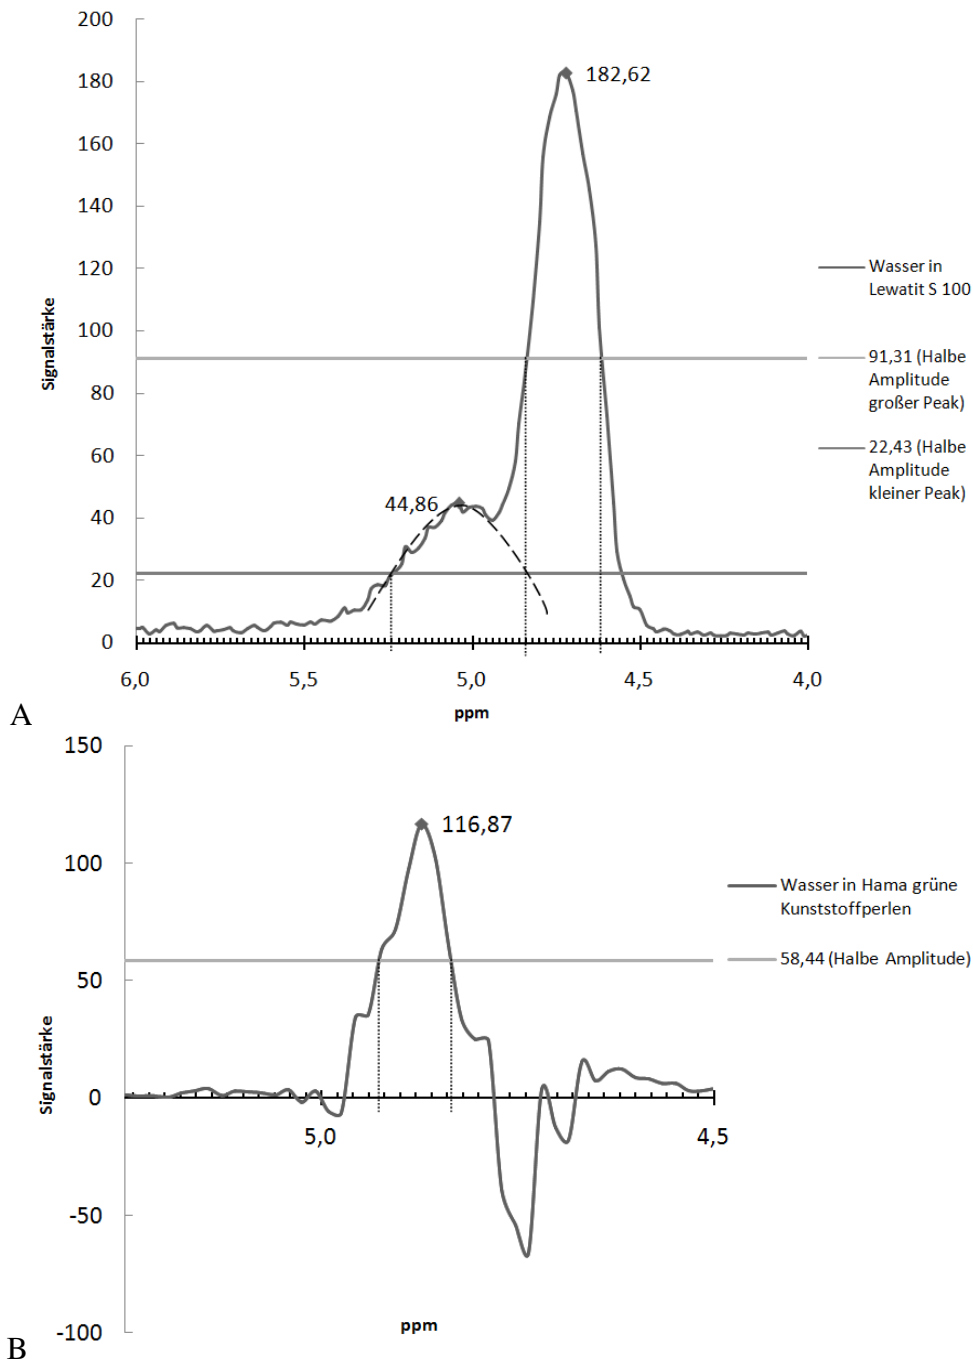 200
180
182,62
160
140
120
Wasser in
Lewatit S 100
Signalstärke
100
91,31 (Halbe
Amplitude
großer Peak)
80
60
22,43 (Halbe
Amplitude
kleiner Peak)
44,86
40
20
0
6,0 5,5 5,0 4,5 4,0
ppm
A
150
116,87
100
Wasser in Hama grüne
Kunststoffperlen
58,44 (Halbe Amplitude)
50
Signalstärke
0
5,0 4,5
-50
ppm
-100
B